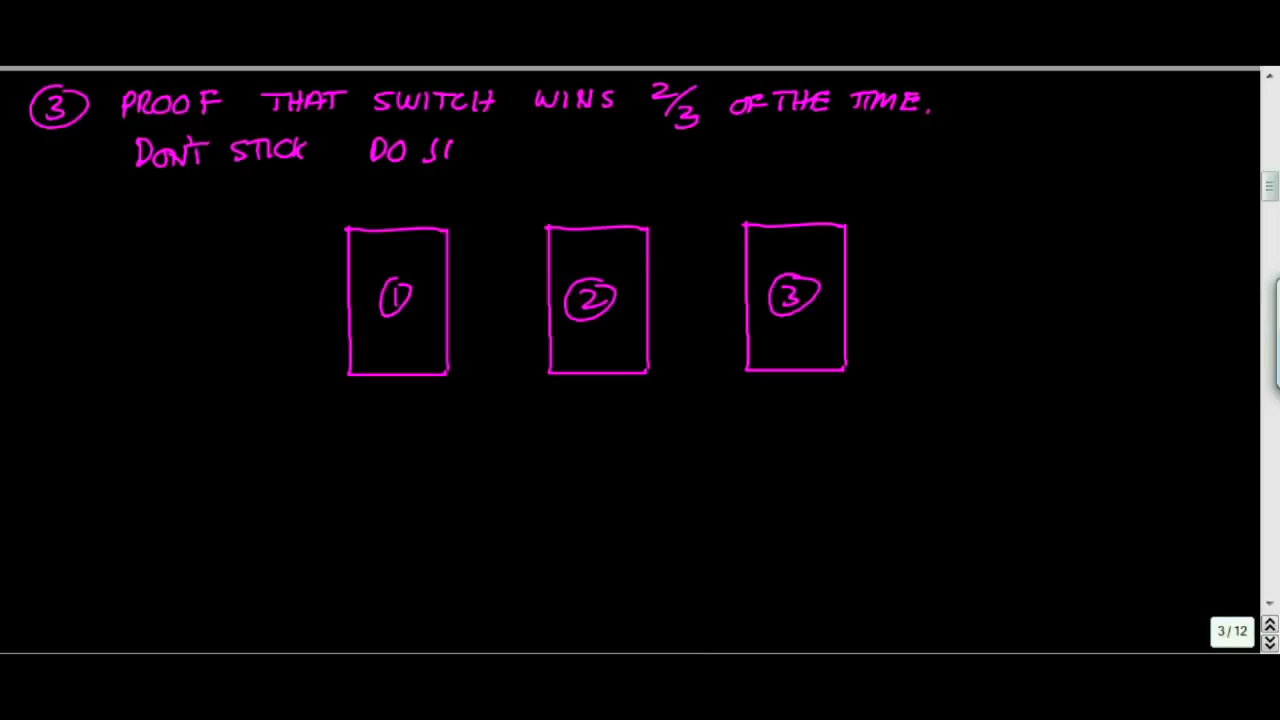 ③ PROOF THAT SWITCH WINS 2/3 OF THE TIME.
DON'T STICK DO
① ② ③
3 / 12